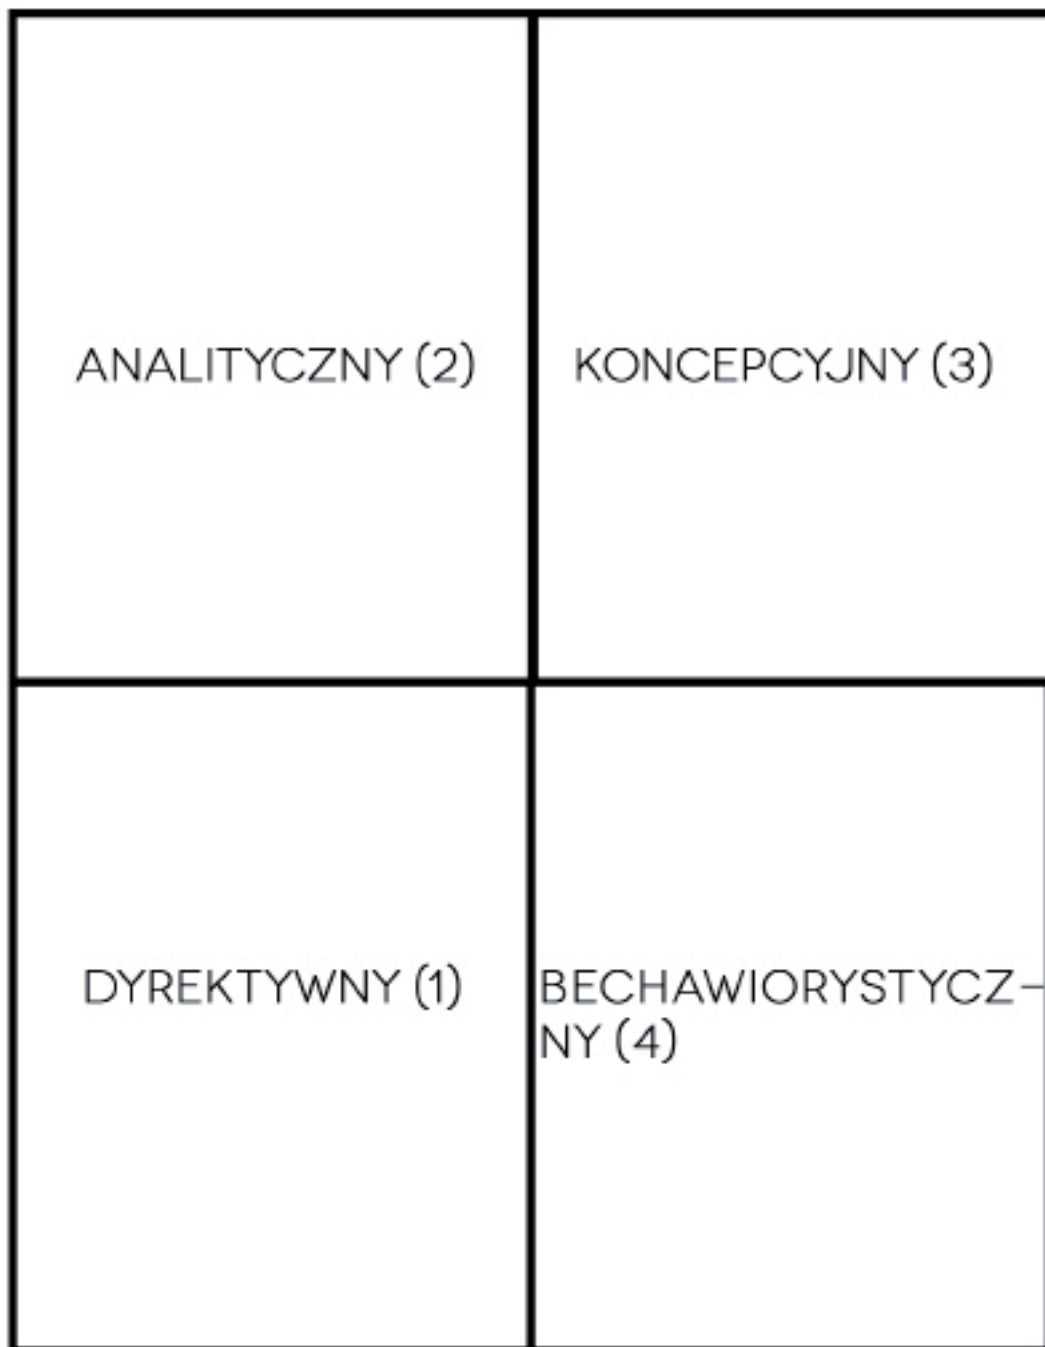 ANALITYCZNY (2)
KONCEPCYJNY (3)
DYREKTYWNY (1)
BECHAWIORYSTYCZ-
NY (4)